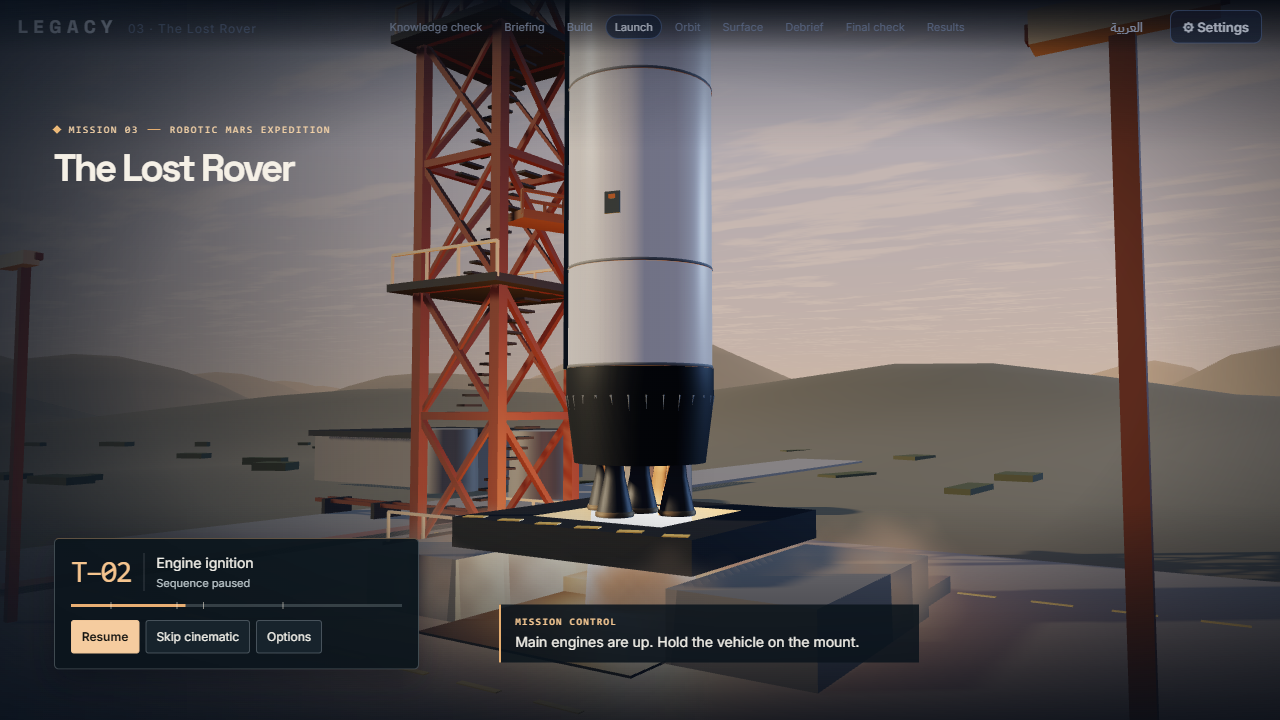 LEGACY 03 · The Lost Rover
Knowledge check Briefing Build Launch Orbit Surface Debrief Final check Results
العربية
⚙ Settings
◆ MISSION 03 — ROBOTIC MARS EXPEDITION
The Lost Rover
T–02
Engine ignition
Sequence paused
Resume Skip cinematic Options
MISSION CONTROL
Main engines are up. Hold the vehicle on the mount.